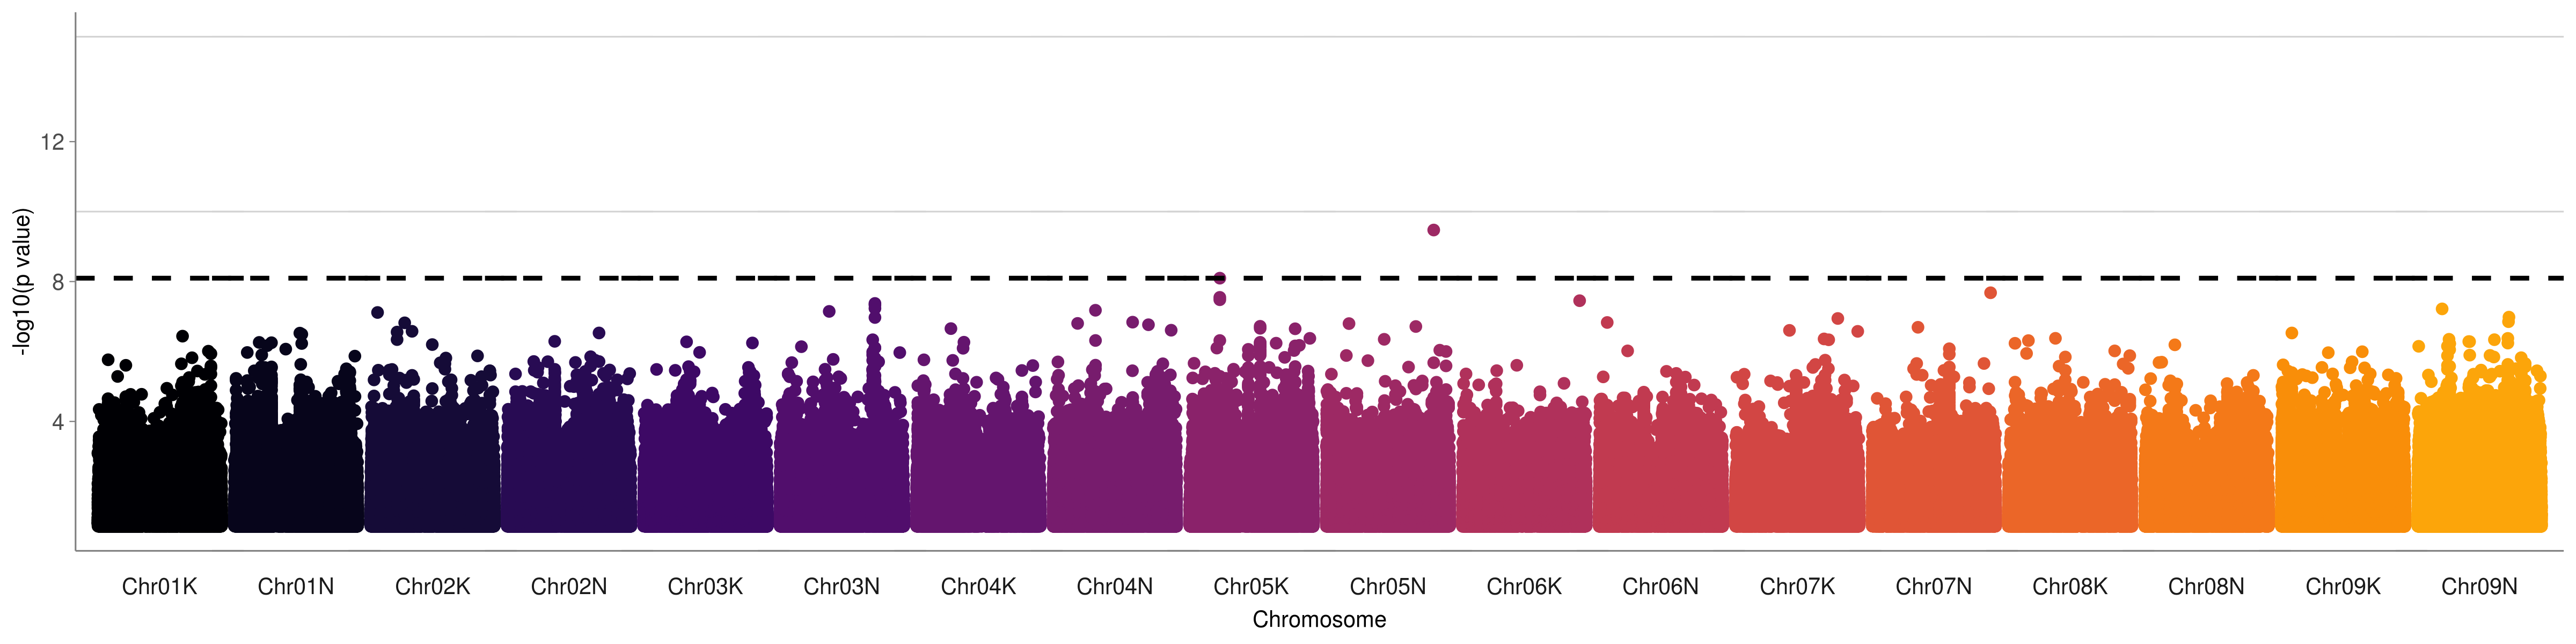 -log10(p value)
12
8
4
Chr01K Chr01N Chr02K Chr02N Chr03K Chr03N Chr04K Chr04N Chr05K Chr05N Chr06K Chr06N Chr07K Chr07N Chr08K Chr08N Chr09K Chr09N
Chromosome